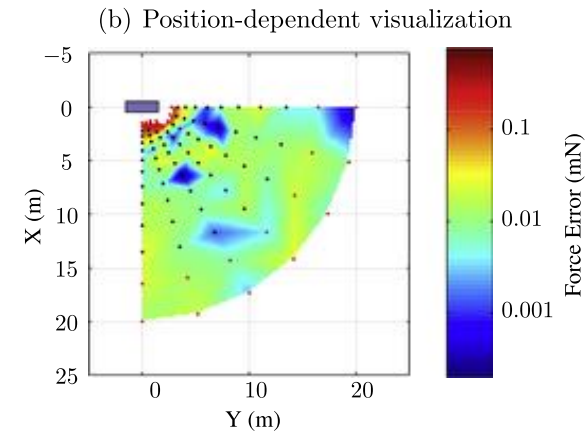 (b) Position-dependent visualization
−5
0
5
10
15
20
25
X (m)
0 10 20
Y (m)
0.1
0.01
0.001
Force Error (mN)